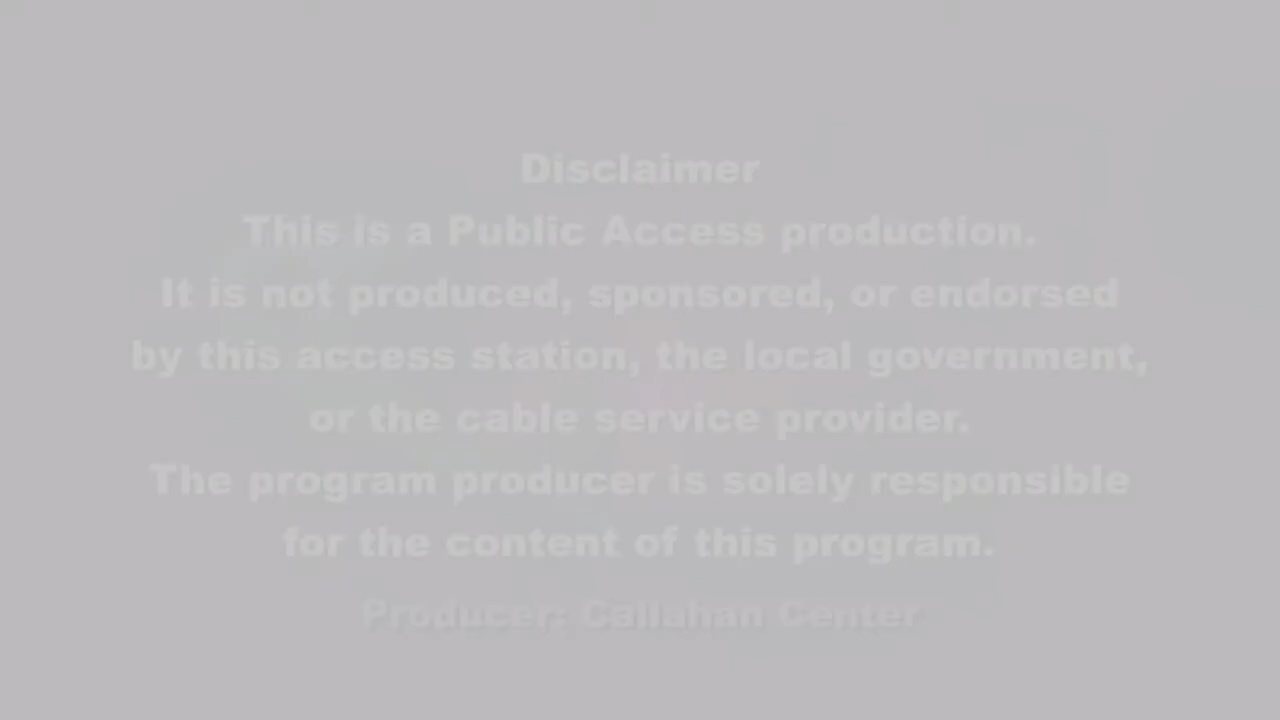 Disclaimer
This is a Public Access production.
It is not produced, sponsored, or endorsed
by this access station, the local government,
or the cable service provider.
The program producer is solely responsible
for the content of this program.
Producer: Callahan Center